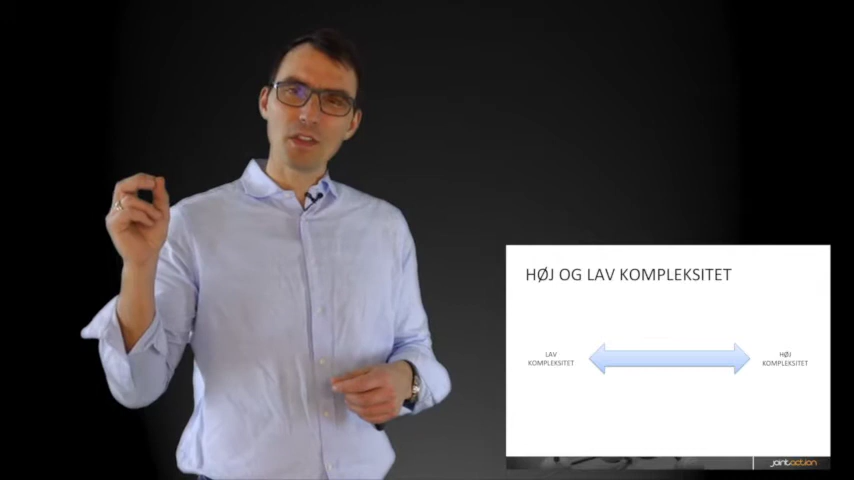 HØJ OG LAV KOMPLEKSITET
LAV
KOMPLEKSITET
HØJ
KOMPLEKSITET
jointaction